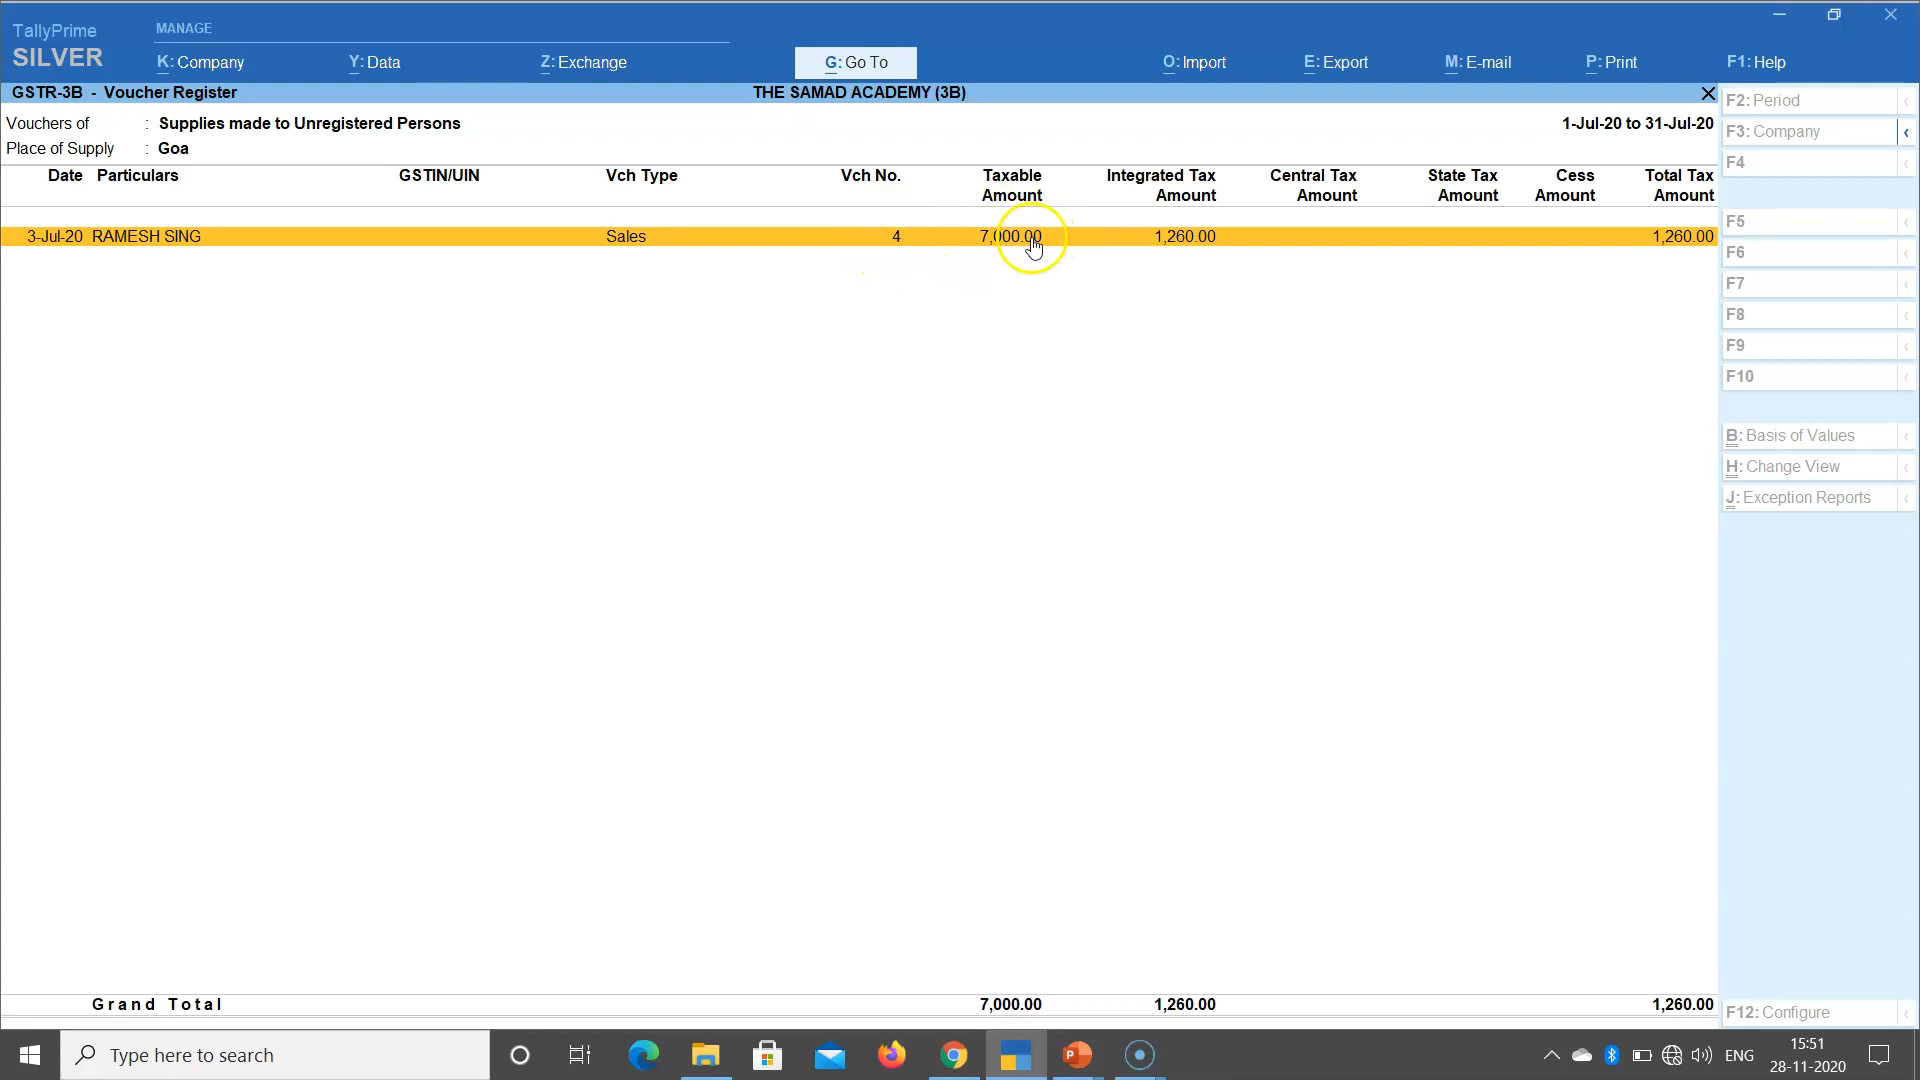 TallyPrime
SILVER
MANAGE
K: Company Y: Data Z: Exchange G: Go To O: Import E: Export M: E-mail P: Print F1: Help
GSTR-3B - Voucher Register THE SAMAD ACADEMY (3B)
Vouchers of : Supplies made to Unregistered Persons 1-Jul-20 to 31-Jul-20
Place of Supply : Goa
Date Particulars GSTIN/UIN Vch Type Vch No. Taxable Amount Integrated Tax Amount Central Tax Amount State Tax Amount Cess Amount Total Tax Amount
3-Jul-20 RAMESH SING Sales 4 7,000.00 1,260.00 1,260.00
Grand Total 7,000.00 1,260.00 1,260.00
F2: Period
F3: Company
F4
F5
F6
F7
F8
F9
F10
B: Basis of Values
H: Change View
J: Exception Reports
F12: Configure
Type here to search
ENG
15:51
28-11-2020